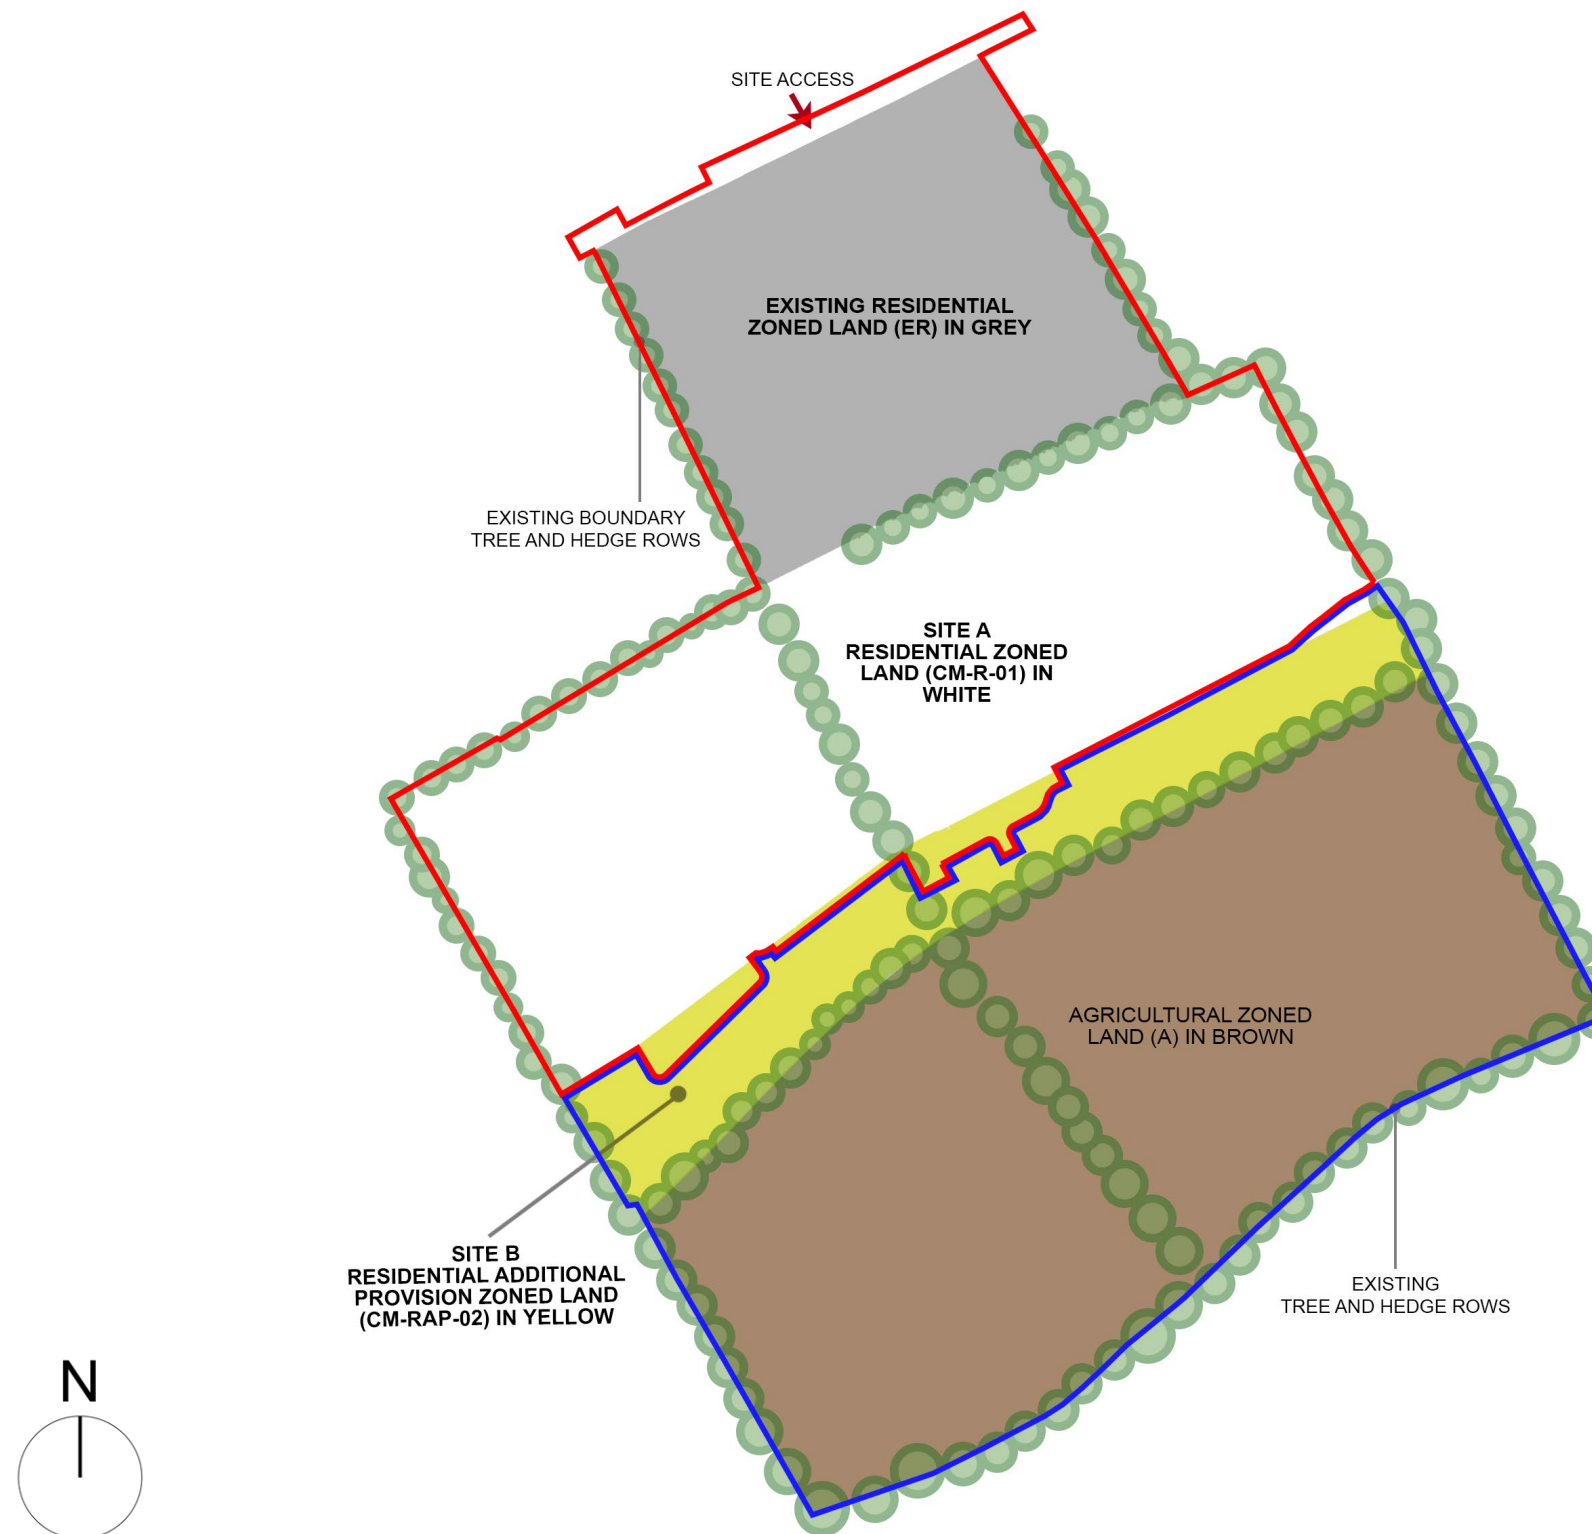 SITE ACCESS
EXISTING RESIDENTIAL
ZONED LAND (ER) IN GREY
EXISTING BOUNDARY
TREE AND HEDGE ROWS
SITE A
RESIDENTIAL ZONED
LAND (CM-R-01) IN
WHITE
AGRICULTURAL ZONED
LAND (A) IN BROWN
SITE B
RESIDENTIAL ADDITIONAL
PROVISION ZONED LAND
(CM-RAP-02) IN YELLOW
EXISTING
TREE AND HEDGE ROWS
N